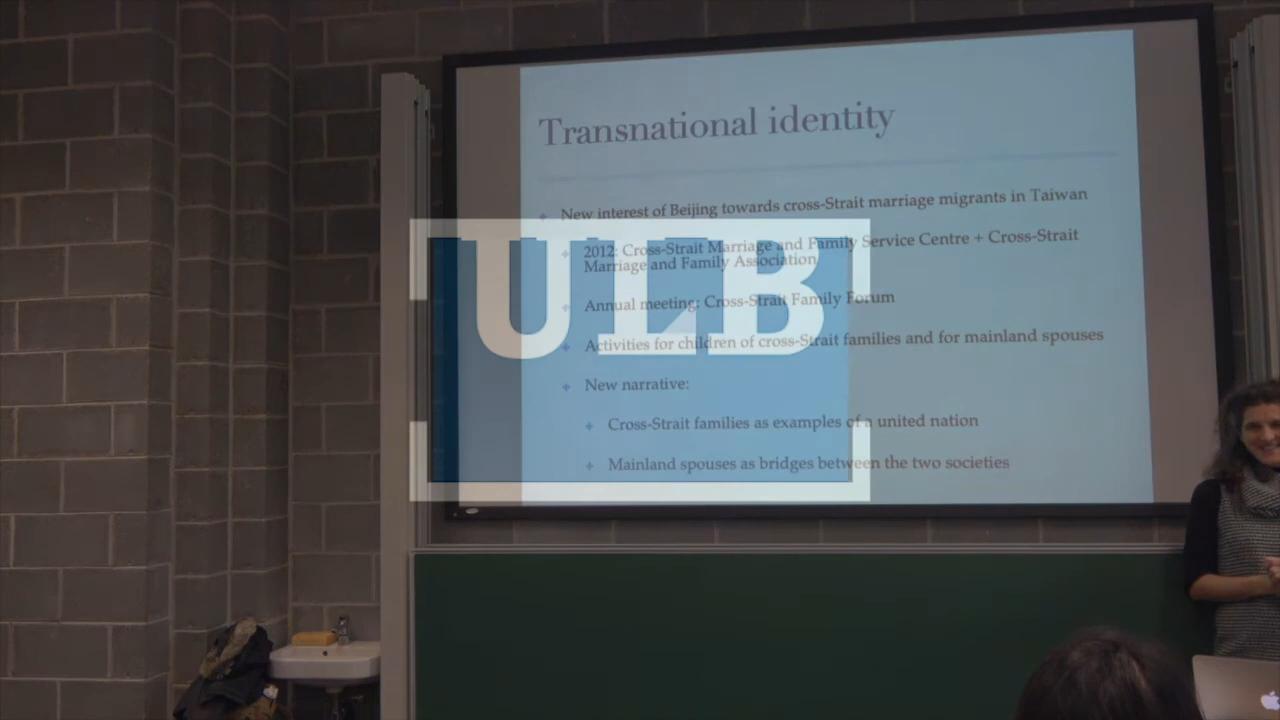 Transnational identity
New interest of Beijing towards cross-Strait marriage migrants in Taiwan
2012: Cross-Strait Marriage and Family Service Centre + Cross-Strait
Marriage and Family Association
Annual meeting: Cross-Strait Family Forum
Activities for children of cross-Strait families and for mainland spouses
New narrative:
Cross-Strait families as examples of a united nation
Mainland spouses as bridges between the two societies
ULB